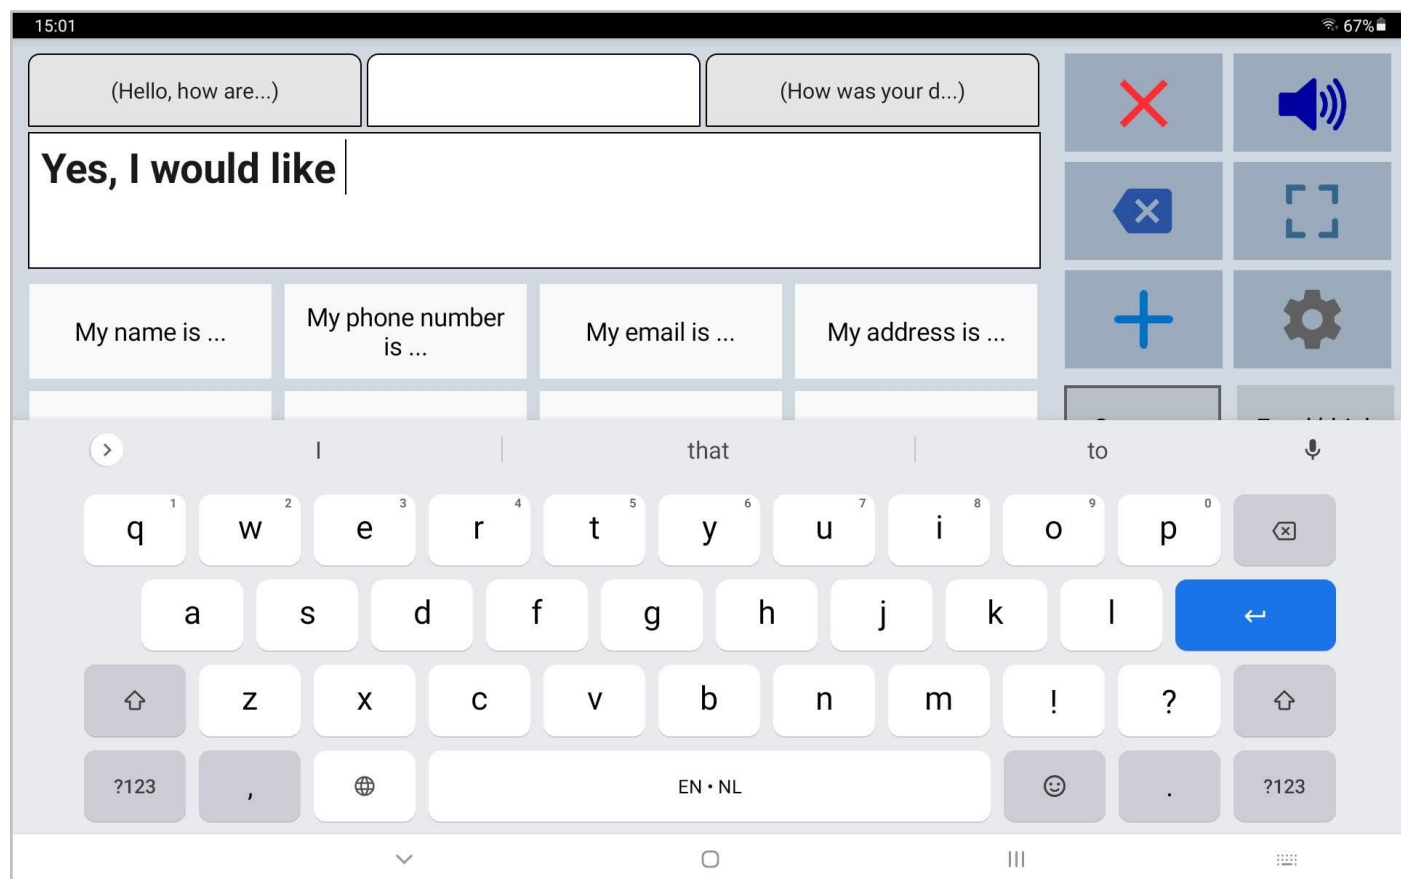 15:01
67%
(Hello, how are...)
(How was your d...)
Yes, I would like
My name is ...
My phone number
is ...
My email is ...
My address is ...
I
that
to
1 2 3 4 5 6 7 8 9 0
q w e r t y u i o p
a s d f g h j k l
z x c v b n m ! ?
?123 , EN • NL . ?123